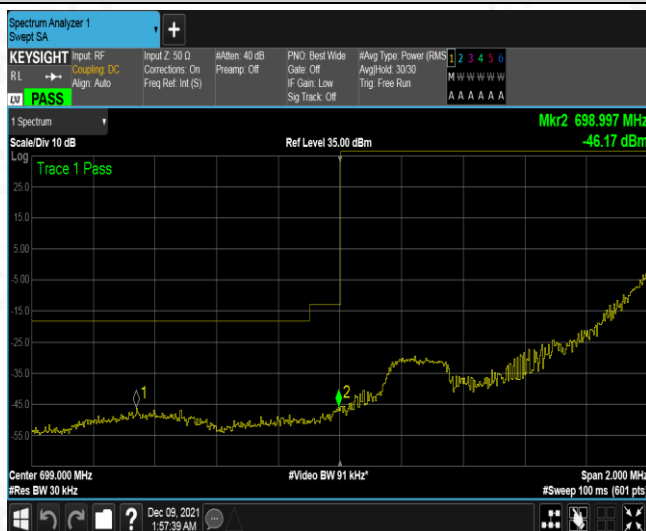 Spectrum Analyzer 1
Swept SA
+
KEYSIGHT Input: RF Input Z: 50 Ω #Atten: 40 dB PNO: Best Wide #Avg Type: Power (RMS 1 2 3 4 5 6
RL Coupling: DC Corrections: On Preamp: Off Gate: Off Avg|Hold: 30/30 M W W W W W
Align: Auto Freq Ref: Int (S) IF Gain: Low Trig: Free Run
Sig Track: Off A A A A A A
LXI PASS
1 Spectrum Mkr2 698.997 MHz
Scale/Div 10 dB Ref Level 35.00 dBm -46.17 dBm
Log
Trace 1 Pass
25.0
15.0
5.00
-5.00
-15.0
-25.0
-35.0
1
2
-45.0
-55.0
Center 699.000 MHz #Video BW 91 kHz* Span 2.000 MHz
#Res BW 30 kHz #Sweep 100 ms (601 pts)
? Dec 09, 2021
1:57:39 AM